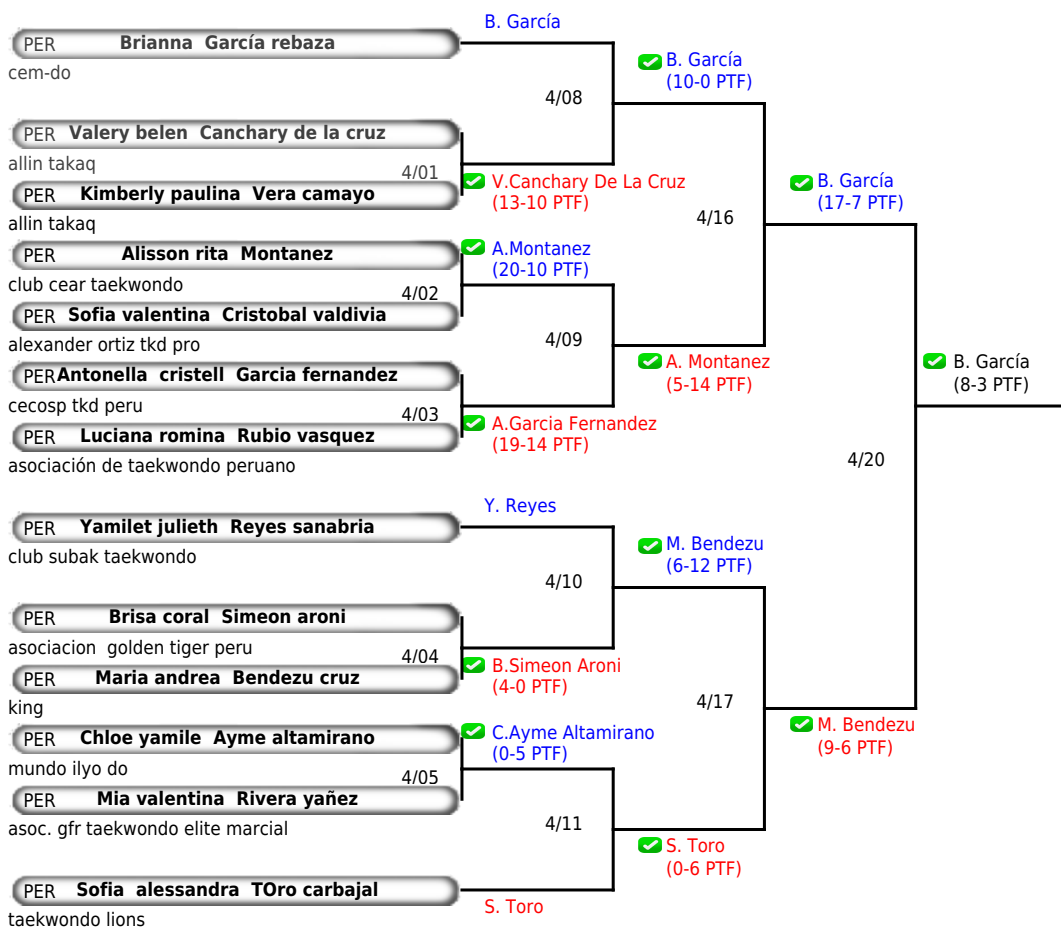 B. García
PER Brianna García rebaza
cem-do
B. García
(10-0 PTF)
4/08
PER Valery belen Canchary de la cruz
allin takaq
4/01
V.Canchary De La Cruz
(13-10 PTF)
B. García
(17-7 PTF)
PER Kimberly paulina Vera camayo
allin takaq
4/16
PER Alisson rita Montanez
A.Montanez
(20-10 PTF)
club cear taekwondo
4/02
PER Sofia valentina Cristobal valdivia
alexander ortiz tkd pro
4/09
A. Montanez
(5-14 PTF)
B. García
(8-3 PTF)
PER Antonella cristell Garcia fernandez
cecosp tkd peru
4/03
A.Garcia Fernandez
(19-14 PTF)
PER Luciana romina Rubio vasquez
asociación de taekwondo peruano
4/20
Y. Reyes
PER Yamilet julieth Reyes sanabria
club subak taekwondo
M. Bendezu
(6-12 PTF)
4/10
PER Brisa coral Simeon aroni
asociacion golden tiger peru
4/04
B.Simeon Aroni
(4-0 PTF)
PER Maria andrea Bendezu cruz
king
4/17
M. Bendezu
(9-6 PTF)
PER Chloe yamile Ayme altamirano
C.Ayme Altamirano
(0-5 PTF)
mundo ilyo do
4/05
PER Mia valentina Rivera yañez
asoc. gfr taekwondo elite marcial
4/11
S. Toro
(0-6 PTF)
PER Sofia alessandra TOro carbajal
S. Toro
taekwondo lions